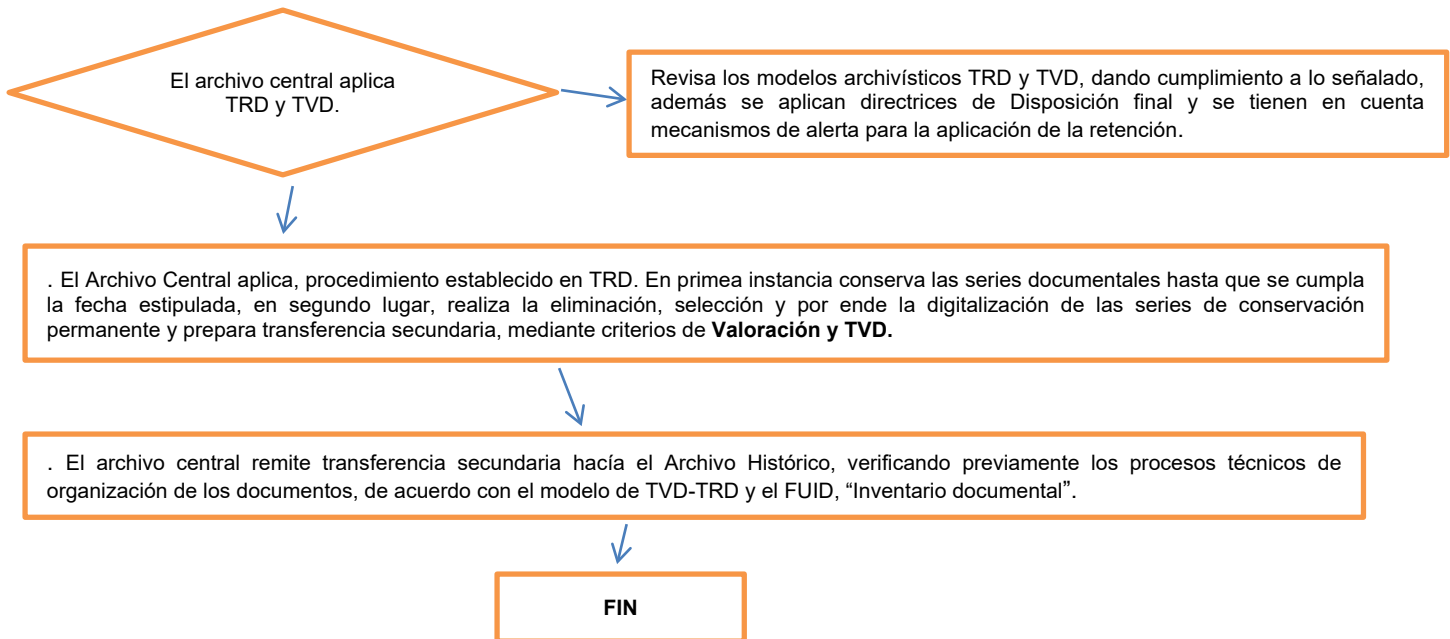 El archivo central aplica
TRD y TVD.
Revisa los modelos archivísticos TRD y TVD, dando cumplimiento a lo señalado,
además se aplican directrices de Disposición final y se tienen en cuenta
mecanismos de alerta para la aplicación de la retención.
. El Archivo Central aplica, procedimiento establecido en TRD. En primea instancia conserva las series documentales hasta que se cumpla
la fecha estipulada, en segundo lugar, realiza la eliminación, selección y por ende la digitalización de las series de conservación
permanente y prepara transferencia secundaria, mediante criterios de Valoración y TVD.
. El archivo central remite transferencia secundaria hacía el Archivo Histórico, verificando previamente los procesos técnicos de
organización de los documentos, de acuerdo con el modelo de TVD-TRD y el FUID, “Inventario documental”.
FIN